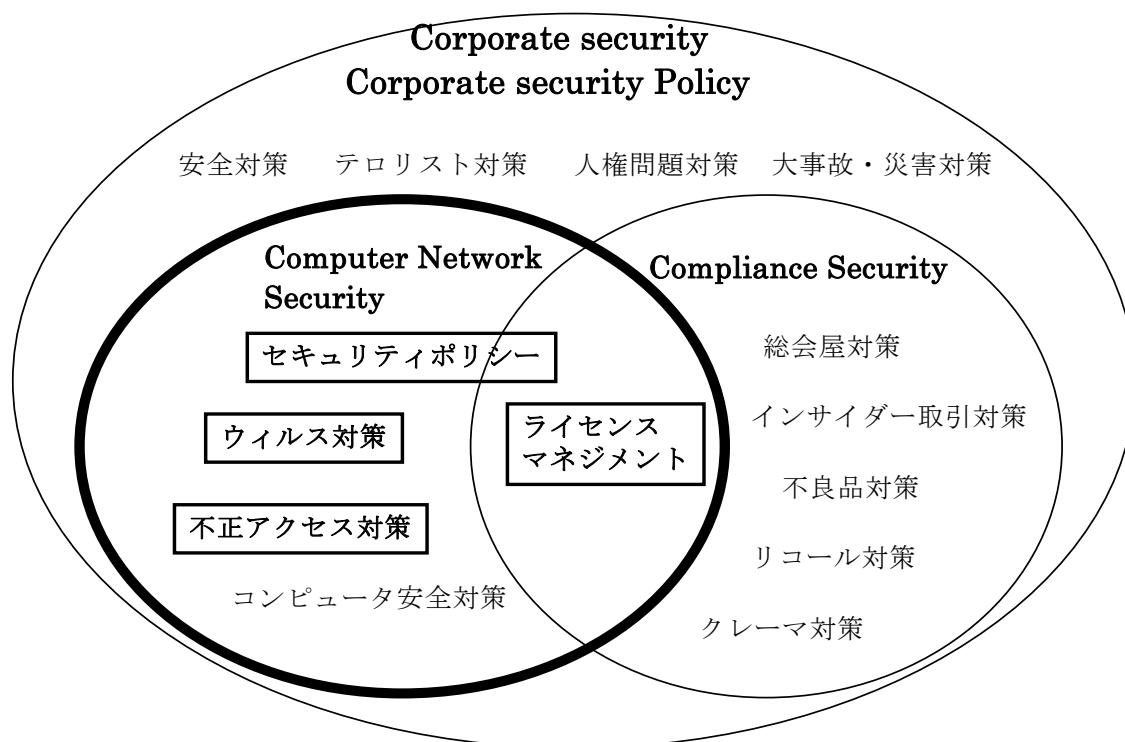 Corporate security
Corporate security Policy
安全対策 テロリスト対策 人権問題対策 大事故・災害対策
Computer Network
Security
Compliance Security
セキュリティポリシー
ウィルス対策
不正アクセス対策
コンピュータ安全対策
ライセンス
マネジメント
総会屋対策
インサイダー取引対策
不良品対策
リコール対策
クレーマ対策